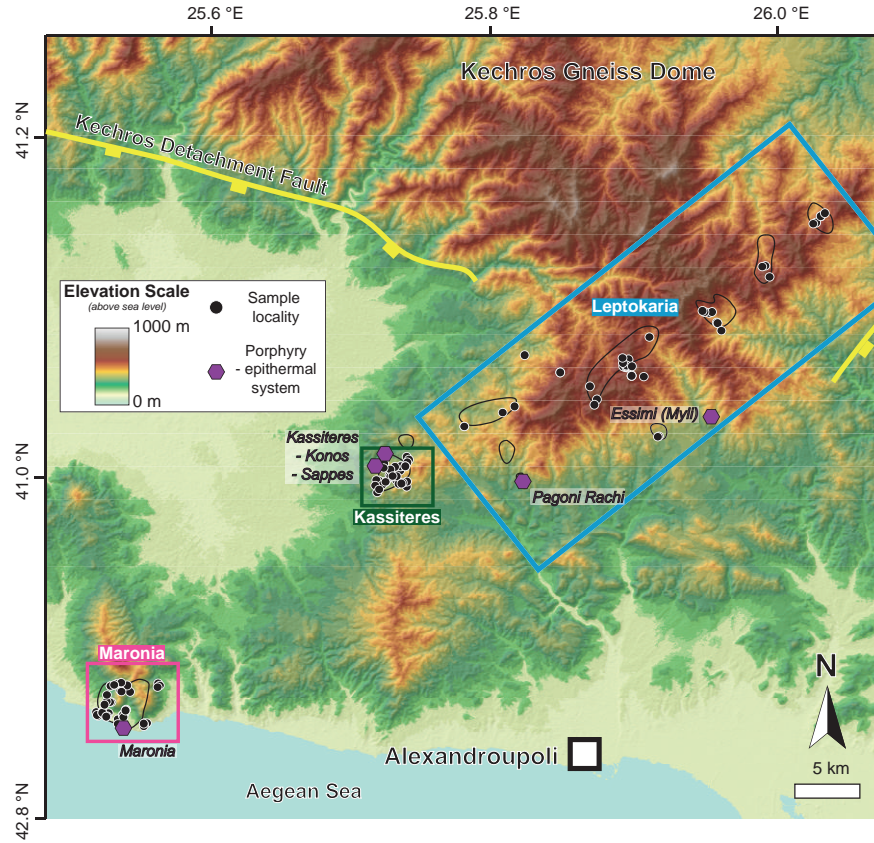 25.6 °E
25.8 °E
26.0 °E
Kechros Gneiss Dome
41.2 °N
Kechros Detachment Fault
Elevation Scale
(above sea level)
1000 m
0 m
Sample
locality
Porphyry
- epithermal
system
Leptokaria
Essimi (Myli)
Kassiteres
- Konos
- Sappes
41.0 °N
Pagoni Rachi
Kassiteres
Maronia
Maronia
N
Alexandroupoli
5 km
Aegean Sea
42.8 °N